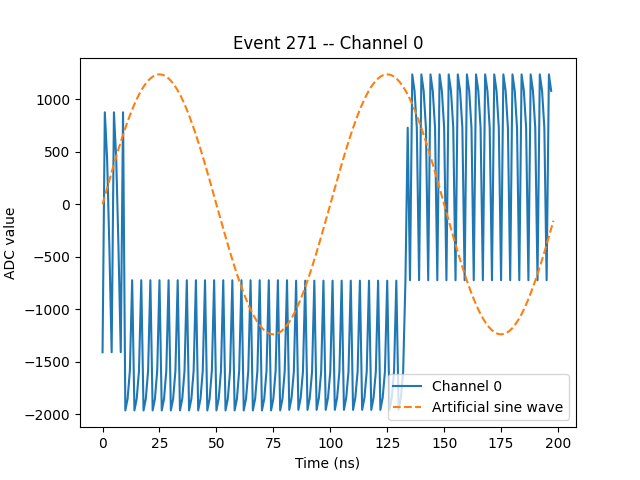 Event 271 -- Channel 0
ADC value
1000
500
0
−500
−1000
−1500
−2000
Channel 0
Artificial sine wave
0 25 50 75 100 125 150 175 200
Time (ns)